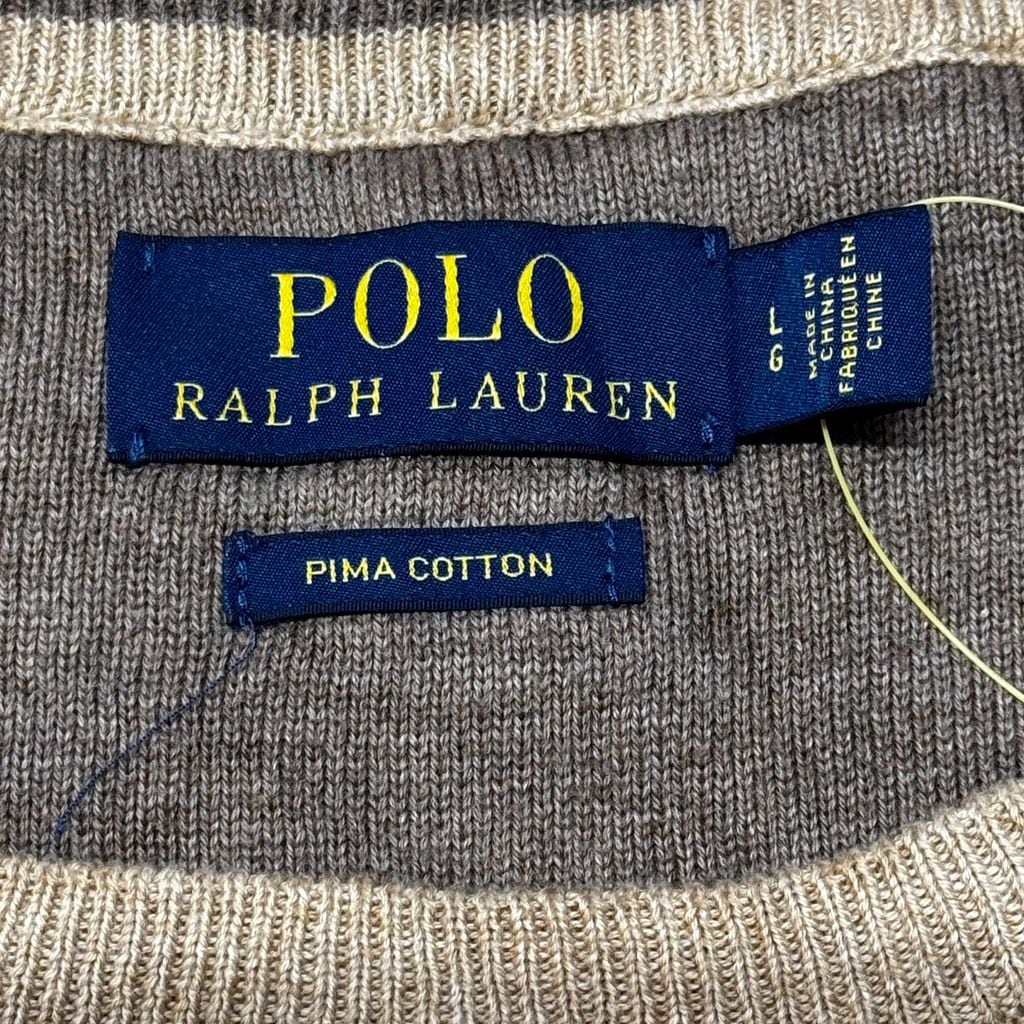 POLO
RALPH LAUREN
L G
MADE IN
CHINA
FABRIQUÉ EN
CHINE
PIMA COTTON